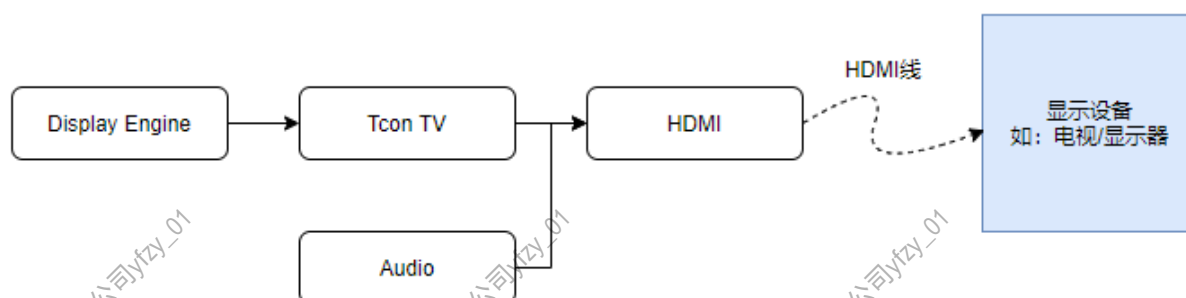 HDMI线
Display Engine
Tcon TV
HDMI
显示设备
如：电视/显示器
Audio
公司yfzy_01
公司yfzy_01
公司yfzy_01